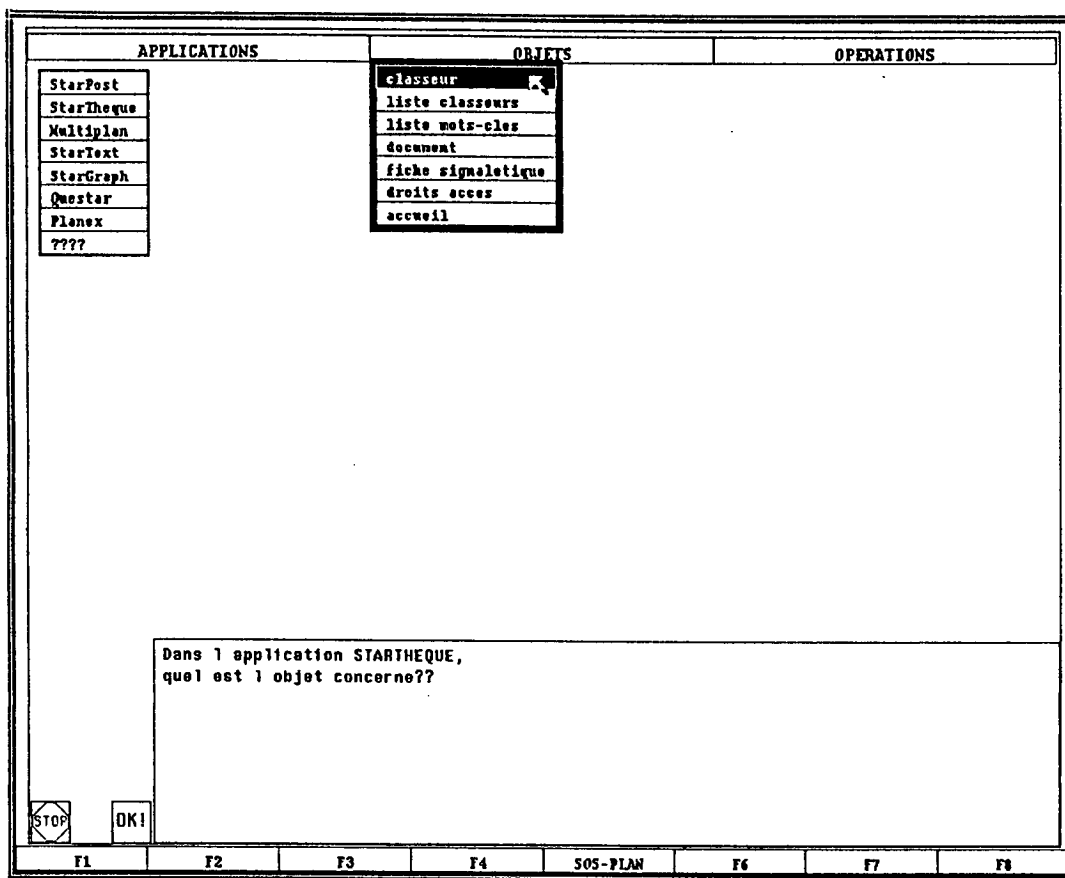 APPLICATIONS OBJETS OPERATIONS
StarPost
StarTheque
Multiplan
StarText
StarGraph
Questar
Planex
????
classeur
liste classeurs
liste mots-cles
document
fiche signaletique
droits acces
accueil
Dans l application STARTHEQUE,
quel est l objet concerne??
STOP OK!
F1 F2 F3 F4 SOS-PLAN F6 F7 F8